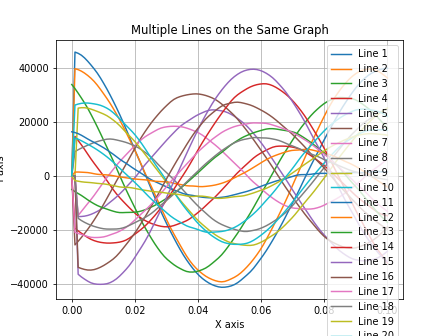 Multiple Lines on the Same Graph
40000
20000
0
−20000
−40000
0.00
0.02
0.04
0.06
X axis
Line 1
Line 2
Line 3
Line 4
Line 5
Line 6
Line 7
Line 8
Line 9
Line 10
Line 11
Line 12
Line 13
Line 14
Line 15
Line 16
Line 17
Line 18
Line 19
Line 20